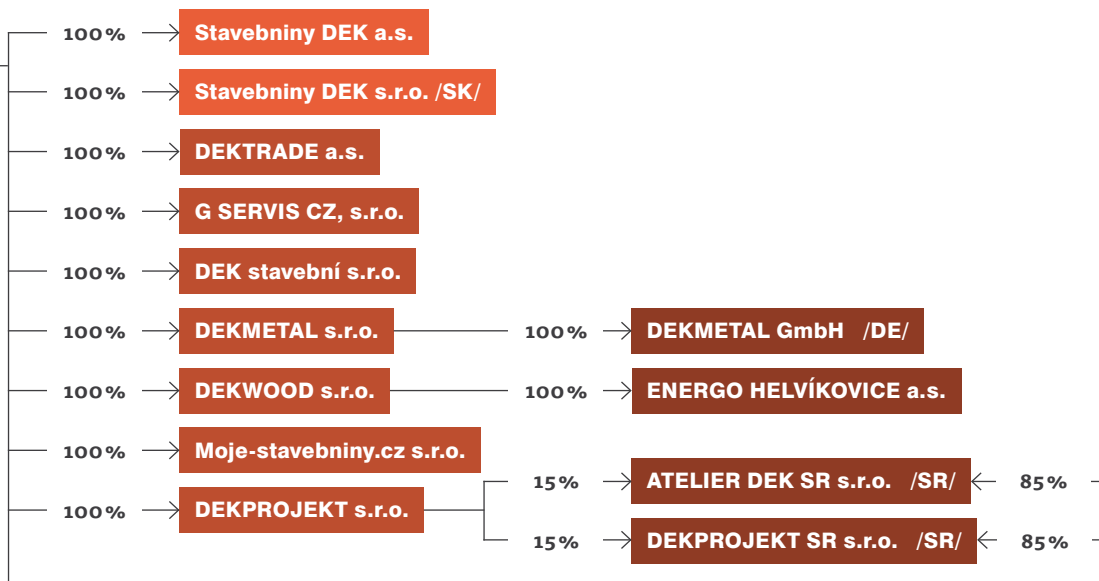 100% Stavebniny DEK a.s.
100% Stavebniny DEK s.r.o. /SK/
100% DEKTRADE a.s.
100% G SERVIS CZ, s.r.o.
100% DEK stavební s.r.o.
100% DEKMETAL s.r.o. 100% DEKMETAL GmbH /DE/
100% DEKWOOD s.r.o. 100% ENERGO HELVÍKOVICE a.s.
100% Moje-stavebniny.cz s.r.o.
15% ATELIER DEK SR s.r.o. /SR/ 85%
100% DEKPROJEKT s.r.o.
15% DEKPROJEKT SR s.r.o. /SR/ 85%